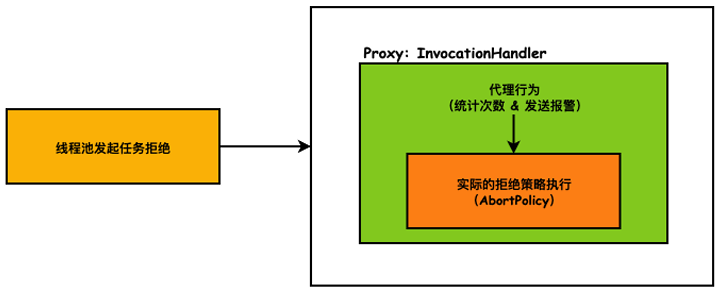 Proxy: InvocationHandler
代理行为
（统计次数 & 发送报警）
线程池发起任务拒绝
实际的拒绝策略执行
（AbortPolicy）